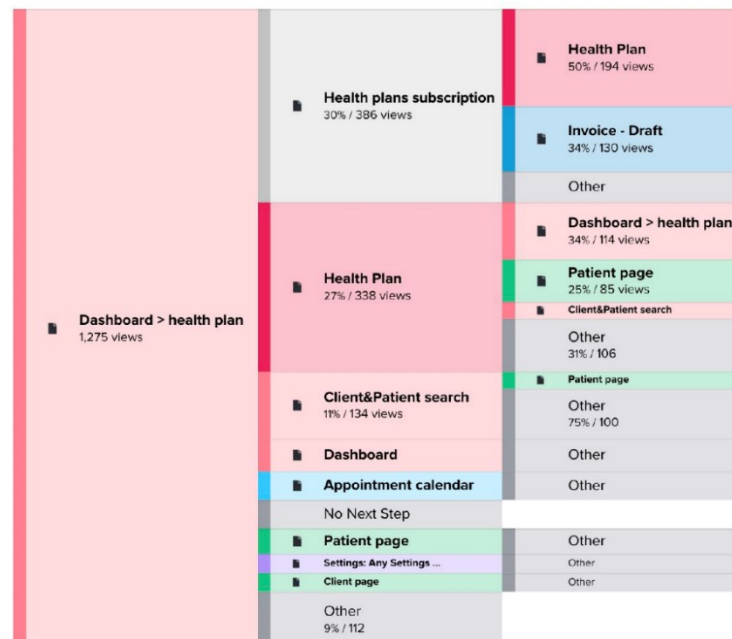 Dashboard > health plan
1,275 views
Health plans subscription
30% / 386 views
Health Plan
27% / 338 views
Client&Patient search
11% / 134 views
Dashboard
Appointment calendar
No Next Step
Patient page
Settings: Any Settings ...
Client page
Other
9% / 112
Health Plan
50% / 194 views
Invoice - Draft
34% / 130 views
Other
Dashboard > health plan
34% / 114 views
Patient page
25% / 85 views
Client&Patient search
Other
31% / 106
Patient page
Other
75% / 100
Other
Other
Other
Other
Other